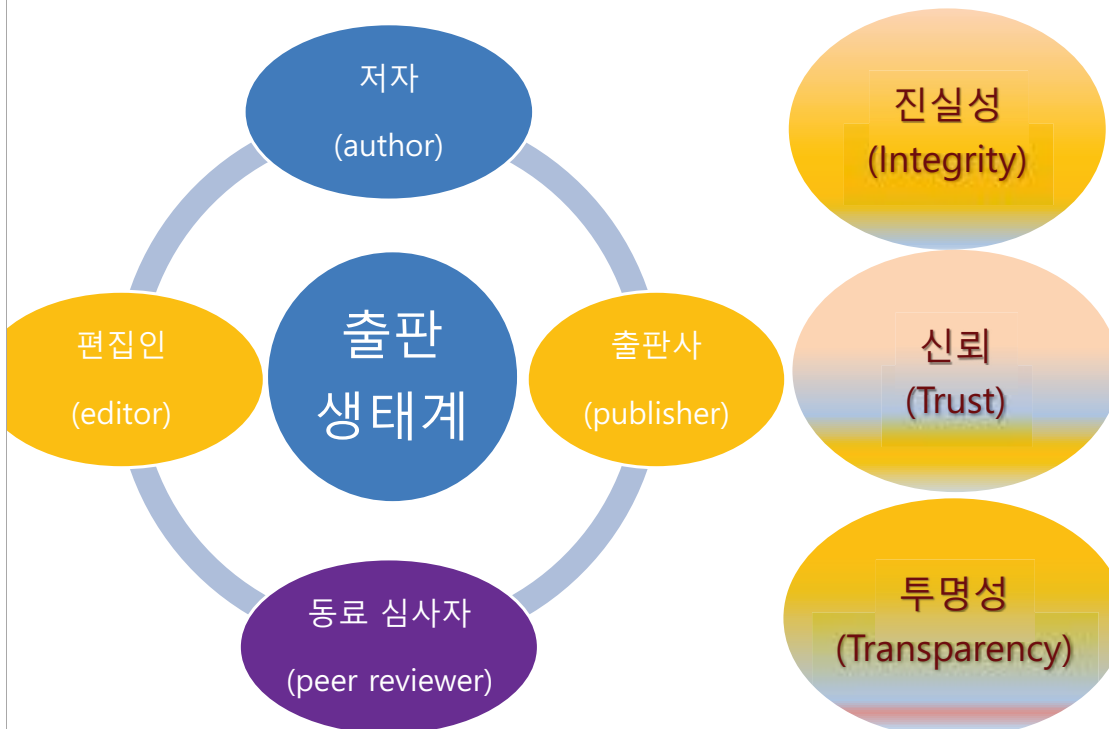 저자
(author)
편집인
(editor)
출판
생태계
출판사
(publisher)
동료 심사자
(peer reviewer)
진실성
(Integrity)
신뢰
(Trust)
투명성
(Transparency)